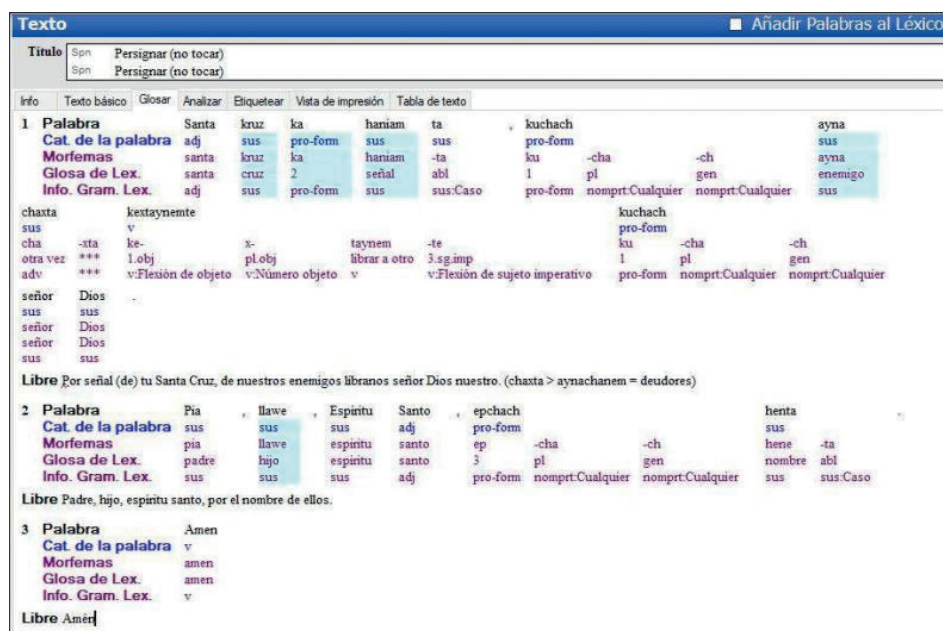 Texto Añadir Palabras al Léxico
Título Spn Persignar (no tocar)
Spn Persignar (no tocar)
Info Texto básico Glosar Analizar Etiquetear Vista de impresión Tabla de texto
1 Palabra Santa kruz ka haniam ta , kuchach ayna
Cat. de la palabra adj sus pro-form sus sus pro-form sus
Morfemas santa kruz ka haniam -ta ku -cha -ch ayna
Glosa de Lex. santa cruz 2 señal abl 1 pl gen enemigo
Info. Gram. Lex. adj sus pro-form sus sus:Caso pro-form nomprt:Cualquier nomprt:Cualquier sus
chaxta kextaynemte kuchach
sus v pro-form
cha -xta ke- x- taynem -te ku -cha -ch
otra vez *** 1.obj pl.obj librar a otro 3.sg.imp 1 pl gen
adv *** v:Flexión de objeto v:Número objeto v v:Flexión de sujeto imperativo pro-form nomprt:Cualquier nomprt:Cualquier
señor Dios .
sus sus
señor Dios
señor Dios
sus sus
Libre Por señal (de) tu Santa Cruz, de nuestros enemigos libranos señor Dios nuestro. (chaxta > aynachanem = deudores)
2 Palabra Pia , llawe , Espiritu Santo , epchach henta .
Cat. de la palabra sus sus sus adj pro-form sus
Morfemas pia llawe espiritu santo ep -cha -ch hene -ta
Glosa de Lex. padre hijo espiritu santo 3 pl gen nombre abl
Info. Gram. Lex. sus sus sus adj pro-form nomprt:Cualquier nomprt:Cualquier sus sus:Caso
Libre Padre, hijo, espiritu santo, por el nombre de ellos.
3 Palabra Amen
Cat. de la palabra v
Morfemas amen
Glosa de Lex. amen
Info. Gram. Lex. v
Libre Amén